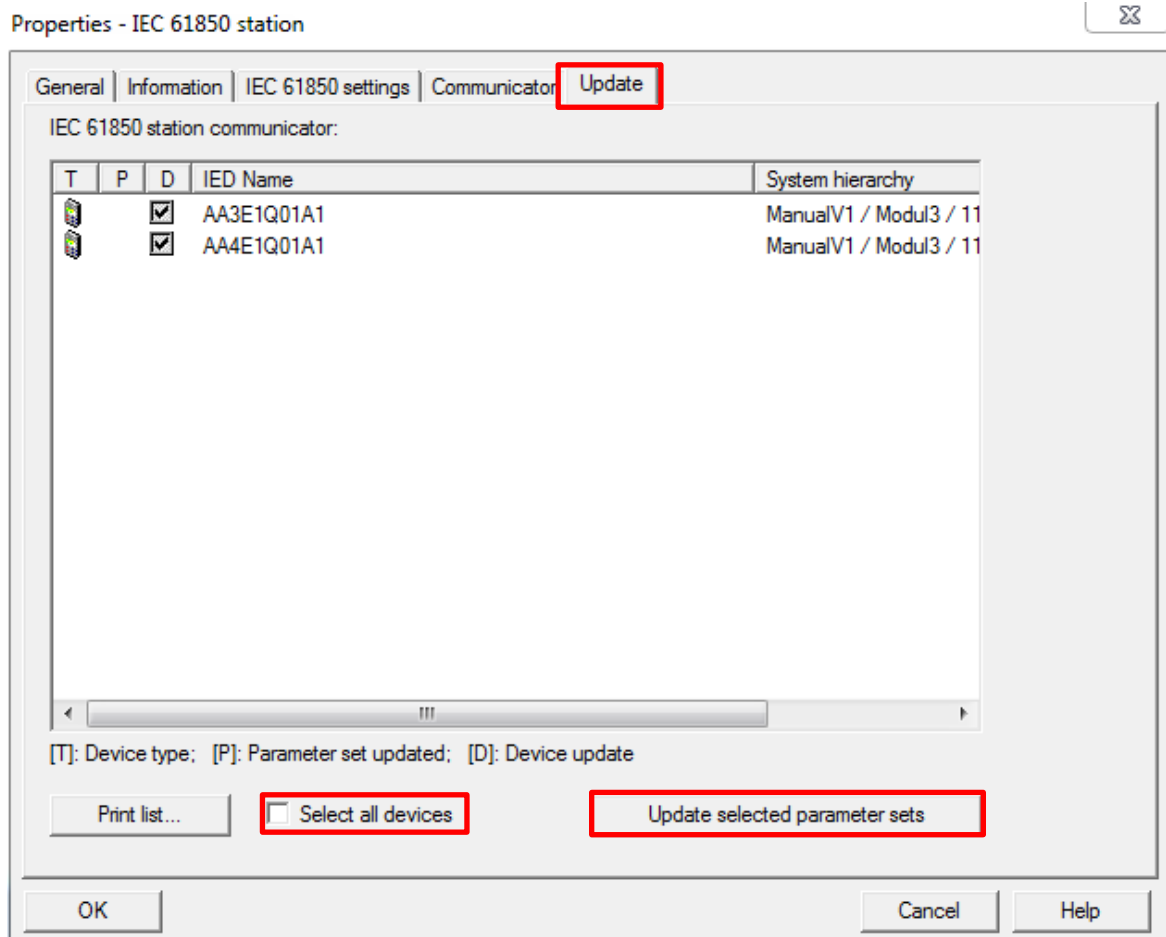 Properties - IEC 61850 station
General Information IEC 61850 settings Communicator Update
IEC 61850 station communicator:
T P D IED Name System hierarchy
AA3E1Q01A1 ManualV1 / Modul3 / 11
AA4E1Q01A1 ManualV1 / Modul3 / 11
[T]: Device type; [P]: Parameter set updated; [D]: Device update
Print list... Select all devices Update selected parameter sets
OK Cancel Help